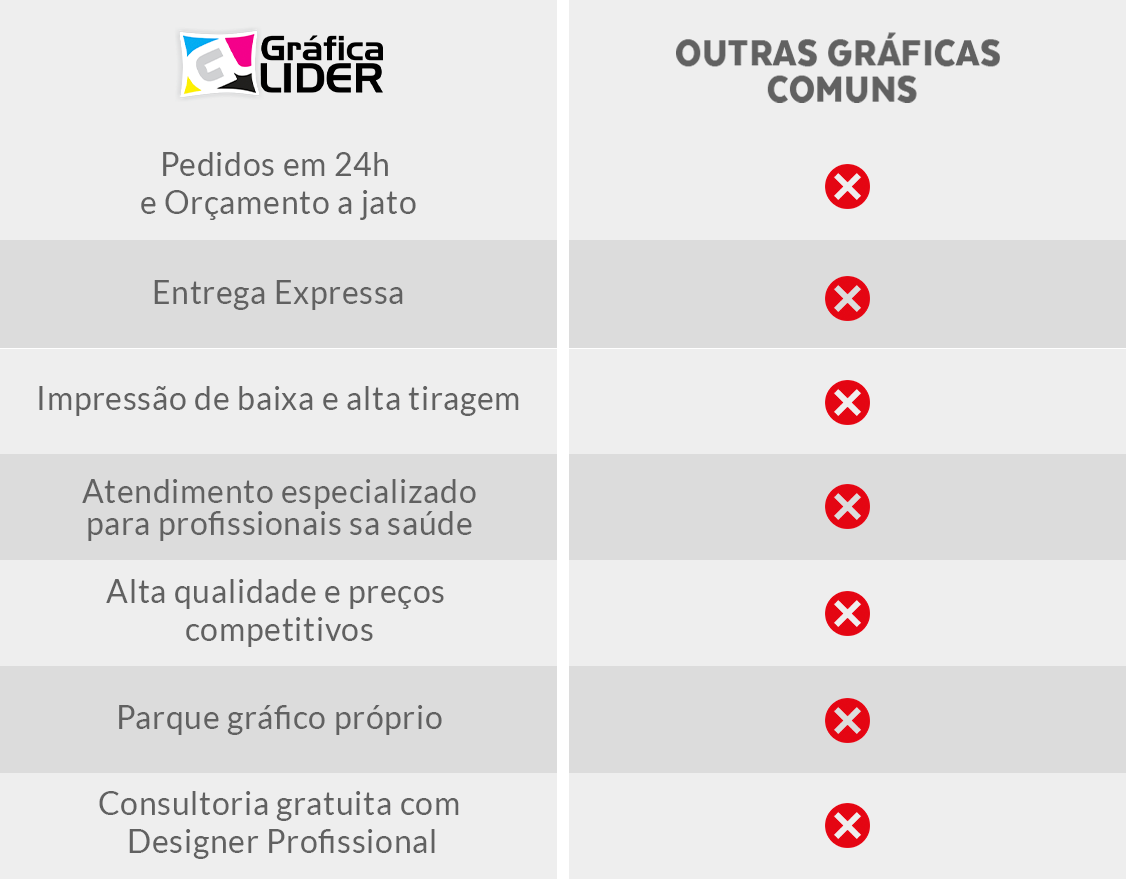 Gráfica
LIDER
OUTRAS GRÁFICAS
COMUNS
Pedidos em 24h
e Orçamento a jato
Entrega Expressa
Impressão de baixa e alta tiragem
Atendimento especializado
para profissionais sa saúde
Alta qualidade e preços
competitivos
Parque gráfico próprio
Consultoria gratuita com
Designer Profissional